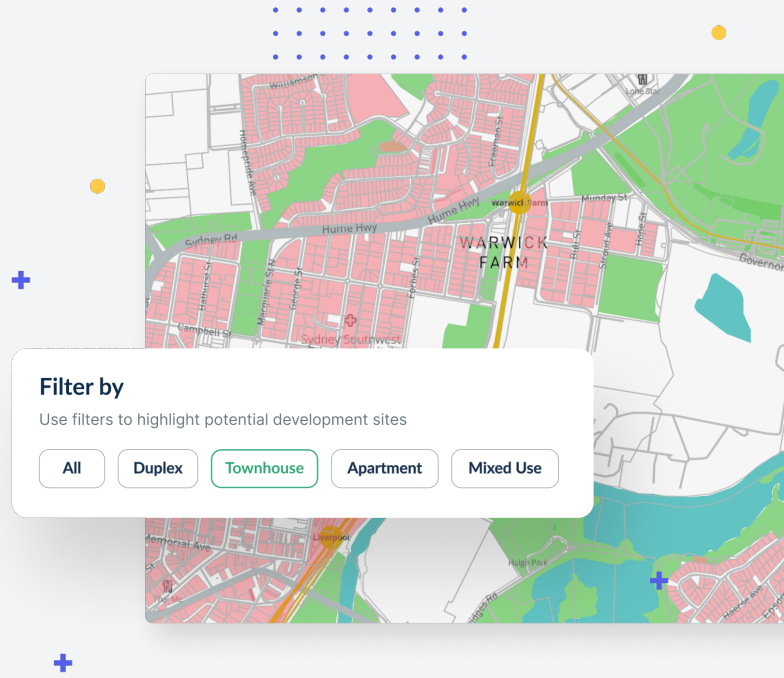 Williamson
Lone Star
Homepride Ave
Freeman St
Warwick Farm
Munday St
Hume Hwy
Hume Hwy
Sydney Rd
WARWICK
FARM
Bull St
Stroud Ave
Hope St
Governor
Bathurst St
Macquarie St N
George St
Forbes St
Campbell St
Sydney Southwest
Filter by
Use filters to highlight potential development sites
All
Duplex
Townhouse
Apartment
Mixed Use
Memorial Ave
Liverpool
Haigh Park